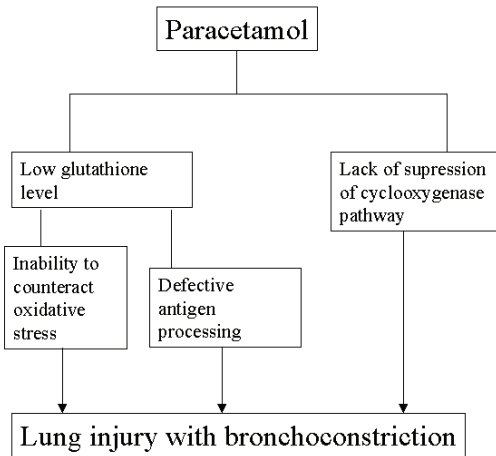 Paracetamol
Low glutathione
level
Lack of supression
of cyclooxygenase
pathway
Inability to
counteract
oxidative
stress
Defective
antigen
processing
Lung injury with bronchoconstriction